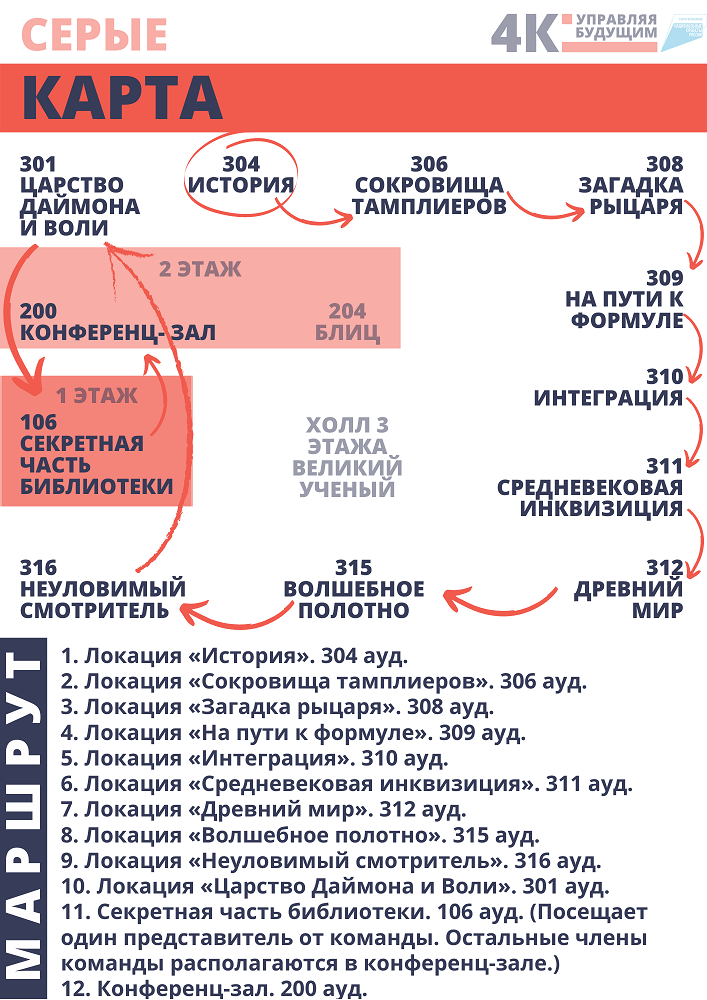 СЕРЫЕ
4К:
УПРАВЛЯЯ
БУДУЩИМ
КАРТА
301
ЦАРСТВО
ДАЙМОНА
И ВОЛИ
304
ИСТОРИЯ
306
СОКРОВИЩА
ТАМПЛИЕРОВ
308
ЗАГАДКА
РЫЦАРЯ
2 ЭТАЖ
200
КОНФЕРЕНЦ- ЗАЛ
204
БЛИЦ
309
НА ПУТИ К
ФОРМУЛЕ
1 ЭТАЖ
106
СЕКРЕТНАЯ
ЧАСТЬ
БИБЛИОТЕКИ
ХОЛЛ 3
ЭТАЖА
ВЕЛИКИЙ
УЧЕНЫЙ
310
ИНТЕГРАЦИЯ
311
СРЕДНЕВЕКОВАЯ
ИНКВИЗИЦИЯ
316
НЕУЛОВИМЫЙ
СМОТРИТЕЛЬ
315
ВОЛШЕБНОЕ
ПОЛОТНО
312
ДРЕВНИЙ
МИР
МАРШРУТ
1. Локация «История». 304 ауд.
2. Локация «Сокровища тамплиеров». 306 ауд.
3. Локация «Загадка рыцаря». 308 ауд.
4. Локация «На пути к формуле». 309 ауд.
5. Локация «Интеграция». 310 ауд.
6. Локация «Средневековая инквизиция». 311 ауд.
7. Локация «Древний мир». 312 ауд.
8. Локация «Волшебное полотно». 315 ауд.
9. Локация «Неуловимый смотритель». 316 ауд.
10. Локация «Царство Даймона и Воли». 301 ауд.
11. Секретная часть библиотеки. 106 ауд. (Посещает
один представитель от команды. Остальные члены
команды располагаются в конференц-зале.)
12. Конференц-зал. 200 ауд.